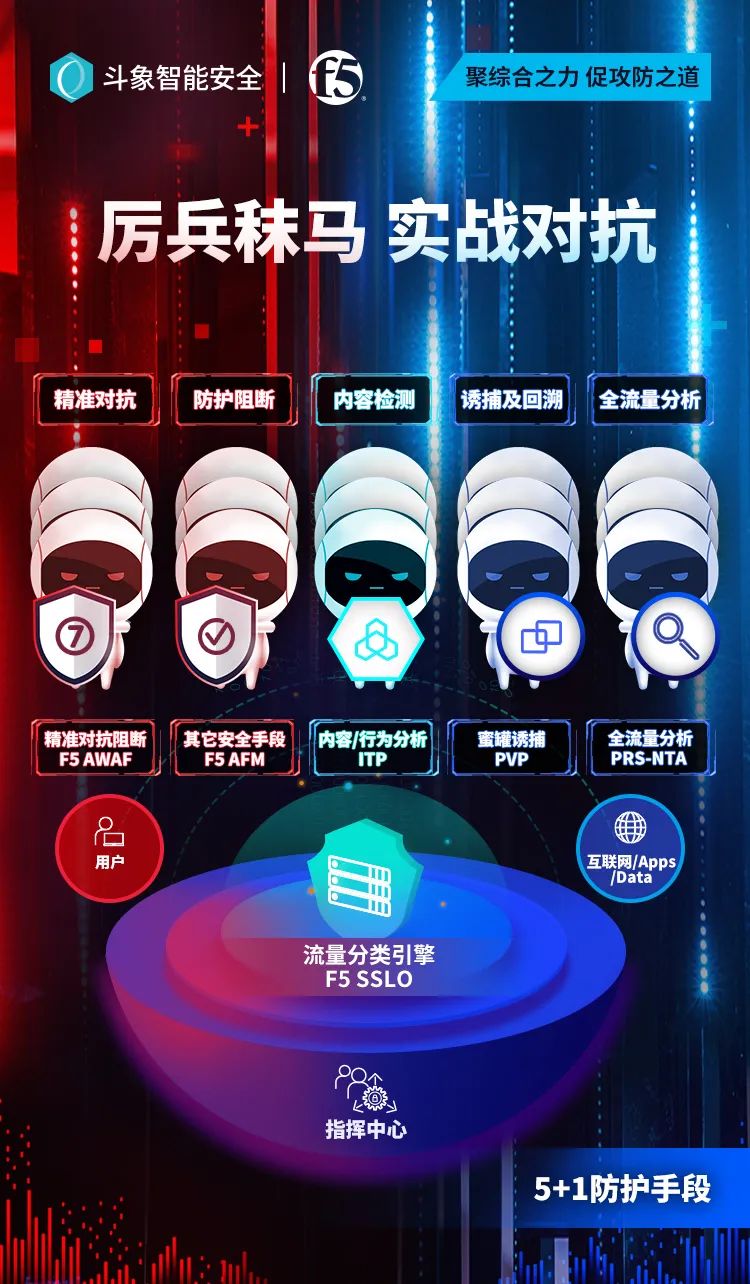 斗象智能安全
f5
聚综合之力 促攻防之道
厉兵秣马 实战对抗
精准对抗
防护阻断
内容检测
诱捕及回溯
全流量分析
7
精准对抗阻断
F5 AWAF
其它安全手段
F5 AFM
内容/行为分析
ITP
蜜罐诱捕
PVP
全流量分析
PRS-NTA
用户
互联网/Apps
/Data
流量分类引擎
F5 SSLO
指挥中心
5+1防护手段